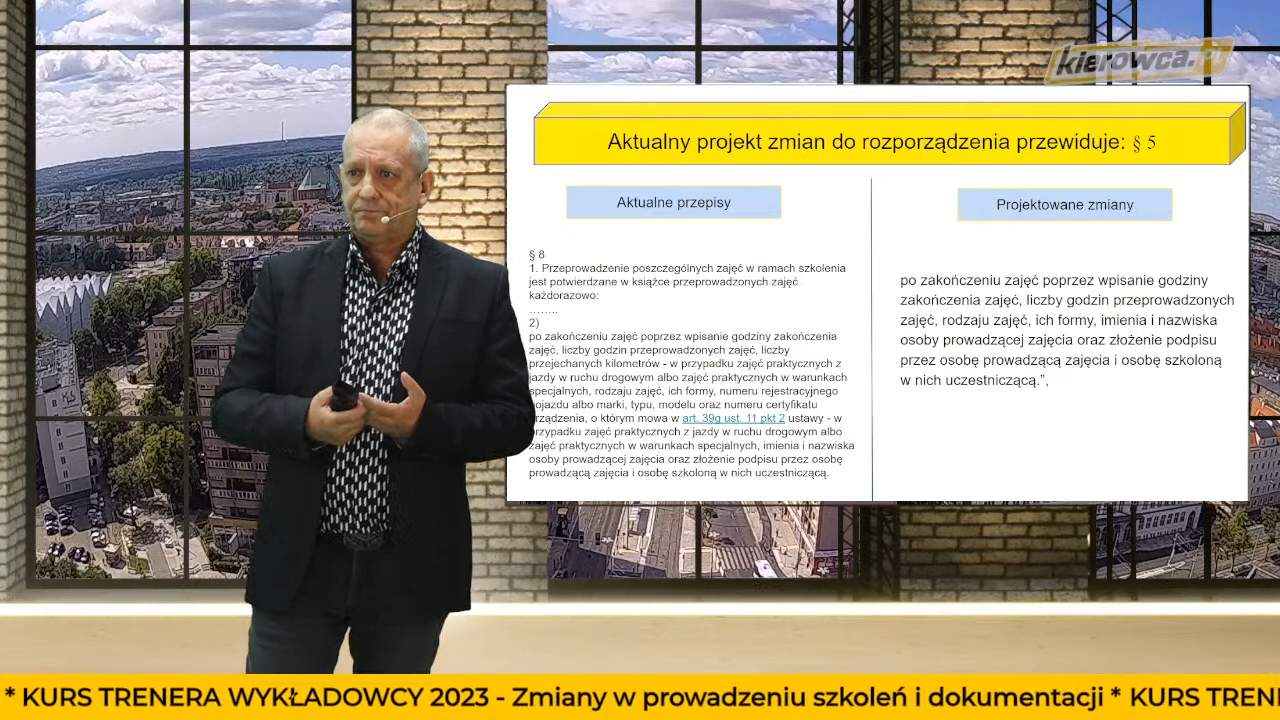 kierowca.pl
Aktualny projekt zmian do rozporządzenia przewiduje: § 5
Aktualne przepisy
§ 8
1. Przeprowadzenie poszczególnych zajęć w ramach szkolenia
jest potwierdzane w książce przeprowadzonych zajęć
każdorazowo:
........
2)
po zakończeniu zajęć poprzez wpisanie godziny zakończenia
zajęć, liczby godzin przeprowadzonych zajęć, liczby
przejechanych kilometrów - w przypadku zajęć praktycznych z
jazdy w ruchu drogowym albo zajęć praktycznych w warunkach
specjalnych, rodzaju zajęć, ich formy, numeru rejestracyjnego
pojazdu albo marki, typu, modelu oraz numeru certyfikatu
urządzenia, o którym mowa w art. 39g ust. 11 pkt 2 ustawy - w
przypadku zajęć praktycznych z jazdy w ruchu drogowym albo
zajęć praktycznych w warunkach specjalnych, imienia i nazwiska
osoby prowadzącej zajęcia oraz złożenie podpisu przez osobę
prowadzącą zajęcia i osobę szkoloną w nich uczestniczącą.
Projektowane zmiany
po zakończeniu zajęć poprzez wpisanie godziny
zakończenia zajęć, liczby godzin przeprowadzonych
zajęć, rodzaju zajęć, ich formy, imienia i nazwiska
osoby prowadzącej zajęcia oraz złożenie podpisu
przez osobę prowadzącą zajęcia i osobę szkoloną
w nich uczestniczącą.”,
* KURS TRENERA WYKŁADOWCY 2023 - Zmiany w prowadzeniu szkoleń i dokumentacji * KURS TREN